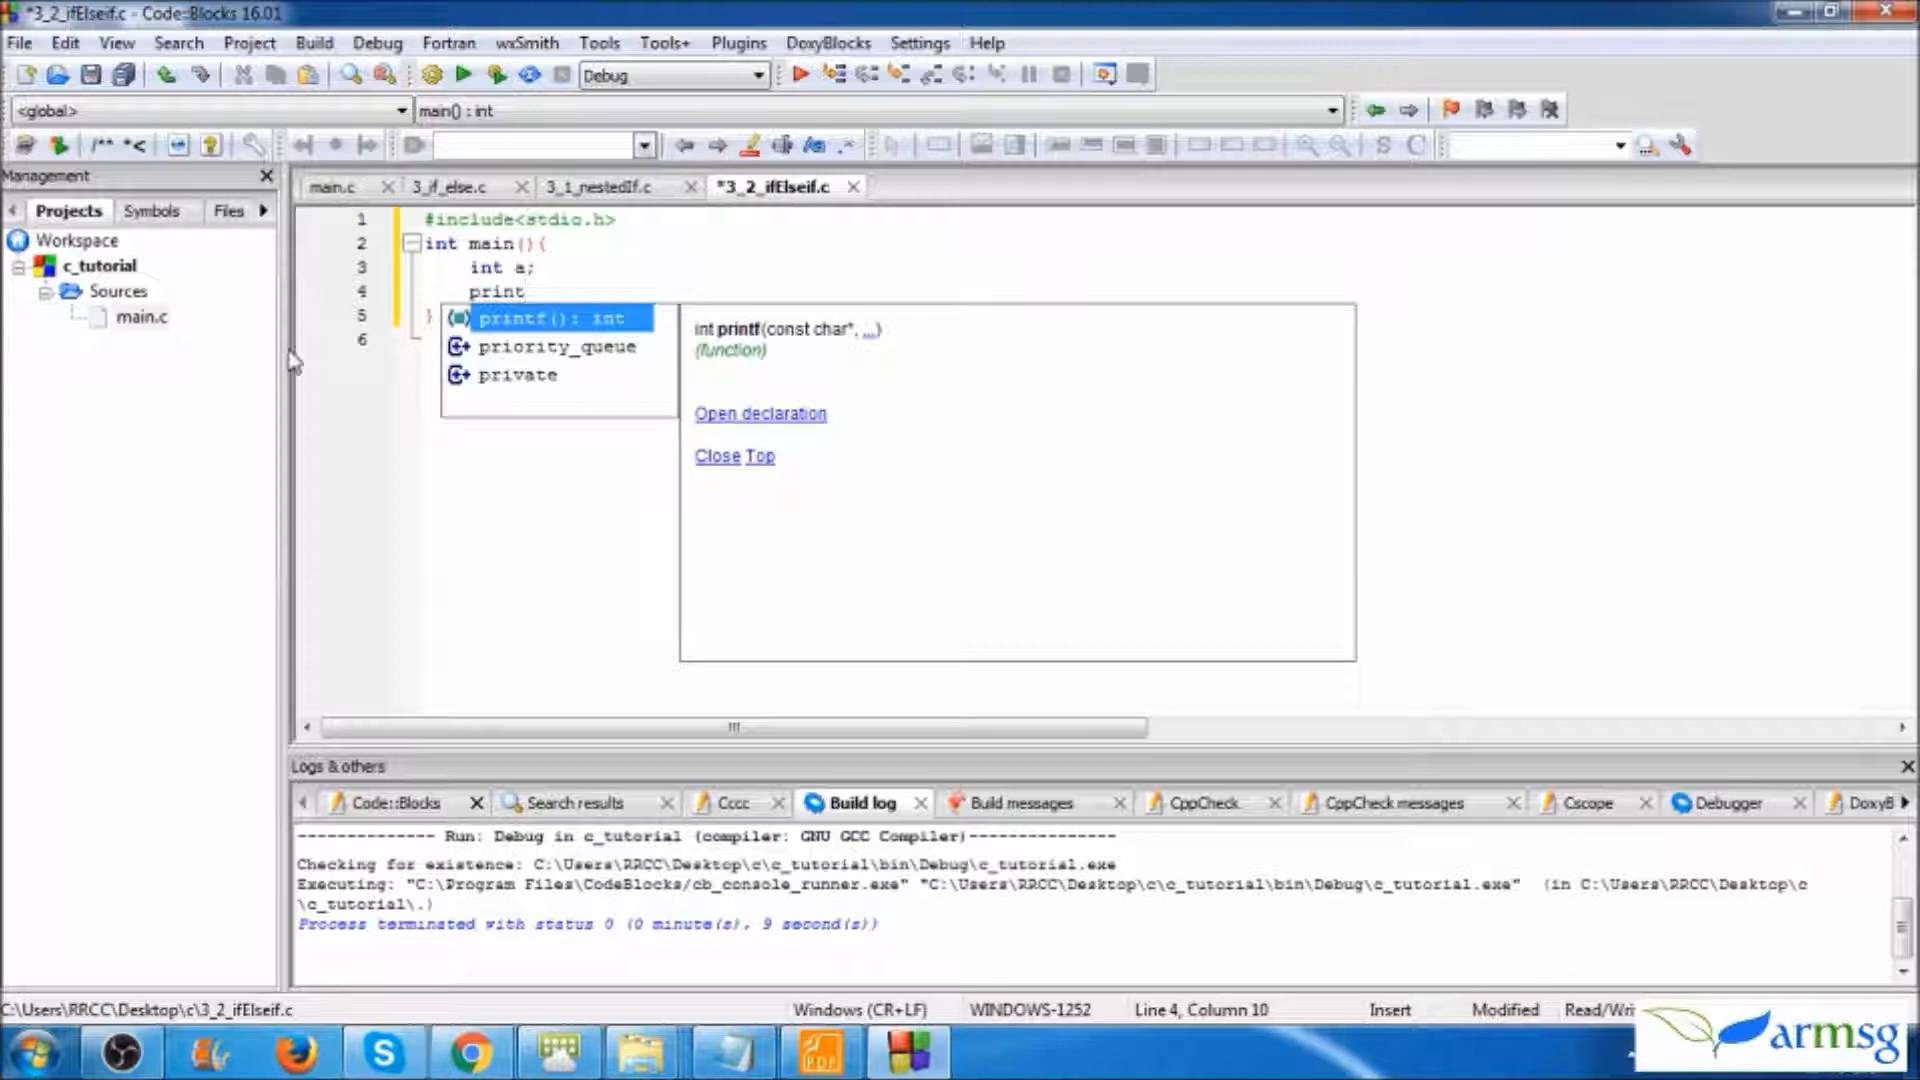 *3_2_ifElseif.c - Code::Blocks 16.01
File Edit View Search Project Build Debug Fortran wxSmith Tools Tools+ Plugins DoxyBlocks Settings Help
Debug
<global> main() : int
/** *<
S C
Management
main.c 3_if_else.c 3_1_nestedIf.c *3_2_ifElseif.c
Projects Symbols Files
Workspace
c_tutorial
Sources
main.c
1 #include<stdio.h>
2 int main(){
3 int a;
4 print
5 }
6
printf(): int
priority_queue
private
int printf(const char*, ...)
(function)
Open declaration
Close Top
Logs & others
Code::Blocks Search results Cccc Build log Build messages CppCheck CppCheck messages Cscope Debugger DoxyB
-------------- Run: Debug in c_tutorial (compiler: GNU GCC Compiler)---------------
Checking for existence: C:\Users\RRCC\Desktop\c\c_tutorial\bin\Debug\c_tutorial.exe
Executing: "C:\Program Files\CodeBlocks/cb_console_runner.exe" "C:\Users\RRCC\Desktop\c\c_tutorial\bin\Debug\c_tutorial.exe" (in C:\Users\RRCC\Desktop\c
\c_tutorial\.)
Process terminated with status 0 (0 minute(s), 9 second(s))
C:\Users\RRCC\Desktop\c\3_2_ifElseif.c Windows (CR+LF) WINDOWS-1252 Line 4, Column 10 Insert Modified Read/Wri
PDF
armsg